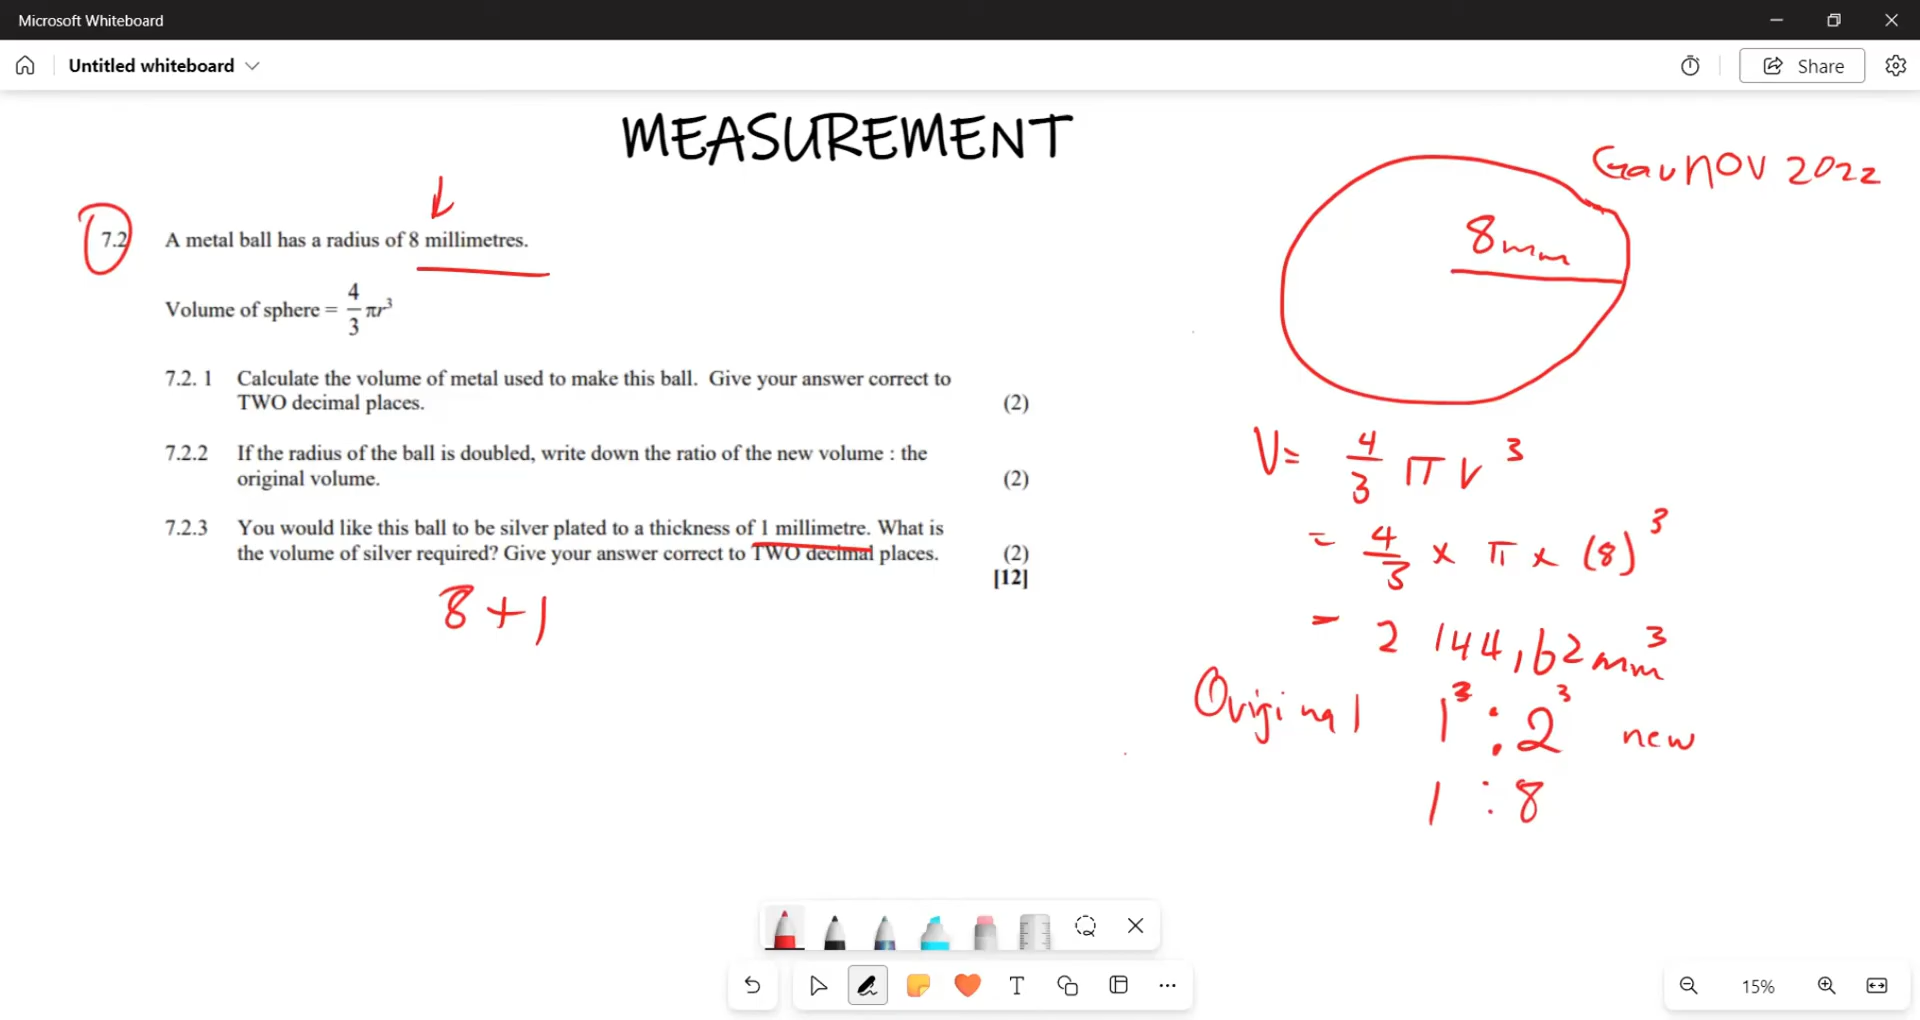 Microsoft Whiteboard
Untitled whiteboard
Share
MEASUREMENT
Gau NOV 2022
7.2 A metal ball has a radius of 8 millimetres.
8mm
Volume of sphere = 4/3 πr³
7.2. 1 Calculate the volume of metal used to make this ball. Give your answer correct to
TWO decimal places. (2)
7.2.2 If the radius of the ball is doubled, write down the ratio of the new volume : the
original volume. (2)
7.2.3 You would like this ball to be silver plated to a thickness of 1 millimetre. What is
the volume of silver required? Give your answer correct to TWO decimal places. (2)
[12]
8 + 1
V= 4/3 π r ³
= 4/3 × π × (8)³
= 2 144,62mm³
Original 1³ : 2³ new
1 : 8
15%